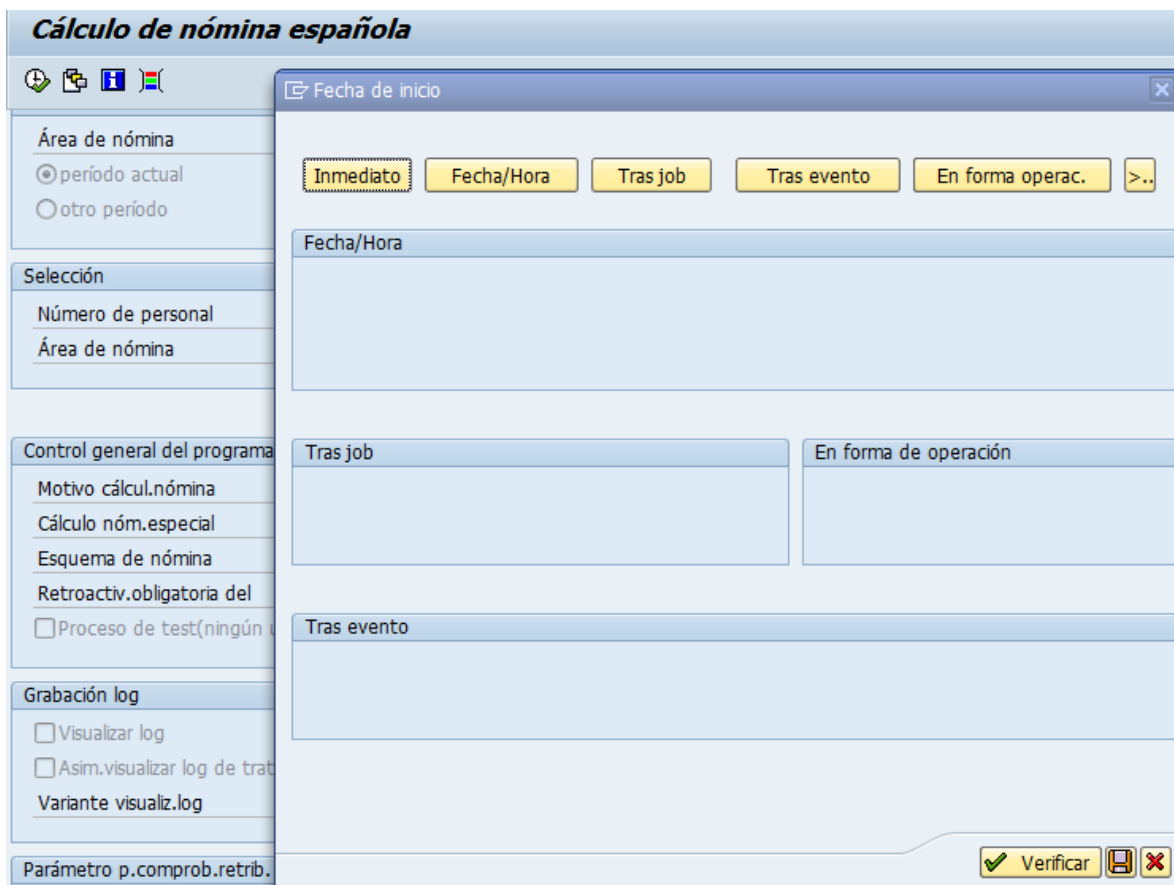 Cálculo de nómina española
Fecha de inicio
Área de nómina
período actual
otro período
Selección
Número de personal
Área de nómina
Control general del programa
Motivo cálcul.nómina
Cálculo nóm.especial
Esquema de nómina
Retroactiv.obligatoria del
Proceso de test(ningún
Grabación log
Visualizar log
Asim.visualizar log de trat
Variante visualiz.log
Parámetro p.comprob.retrib.
Inmediato Fecha/Hora Tras job Tras evento En forma operac. >..
Fecha/Hora
Tras job En forma de operación
Tras evento
Verificar